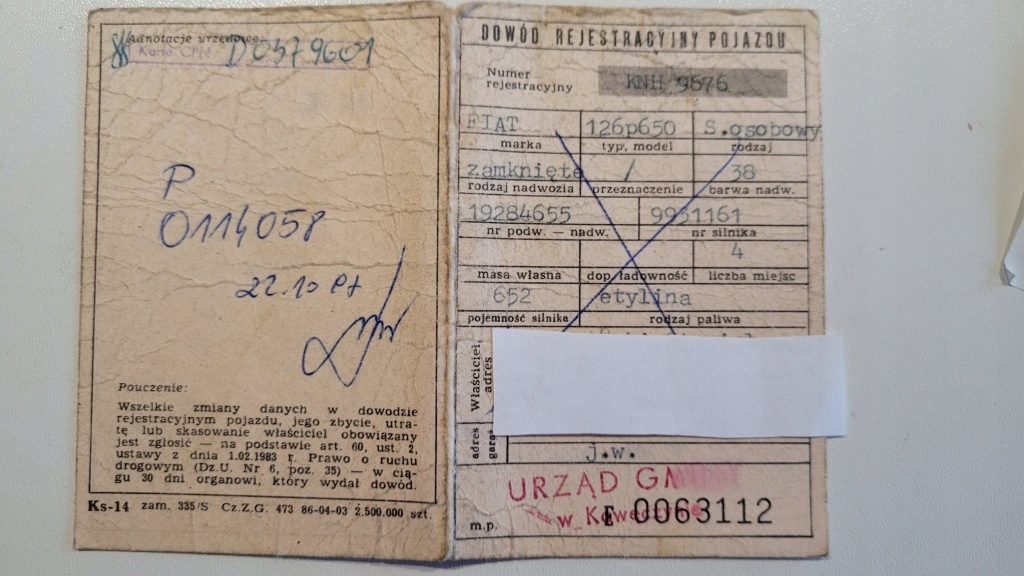 Adnotacje urzędowe:
Karta CPN D0379601
P
0114058
22.10
Pouczenie:
Wszelkie zmiany danych w dowodzie
rejestracyjnym pojazdu, jego zbycie, utra-
tę lub skasowanie właściciel obowiązany
jest zgłosić — na podstawie art. 60, ust. 2,
ustawy z dnia 1.02.1983 r. Prawo o ruchu
drogowym (Dz.U. Nr 6, poz. 35) — w cią-
gu 30 dni organowi, który wydał dowód.
Ks-14 zam. 335/S Cz.Z.G. 473 86-04-03 2.500.000 szt.
DOWÓD REJESTRACYJNY POJAZDU
Numer
rejestracyjny
KNH 9676
FIAT 126p650 S.osobowy
marka typ, model rodzaj
zamknięte / 38
rodzaj nadwozia przeznaczenie barwa nadw.
19284655 9951161
nr podw. — nadw. nr silnika
4
masa własna dop. ładowność liczba miejsc
652 etylina
pojemność silnika rodzaj paliwa
Właściciel,
adres
adres
garaż.
j.w.
URZĄD GMINY
w
m.p.
E 0063112